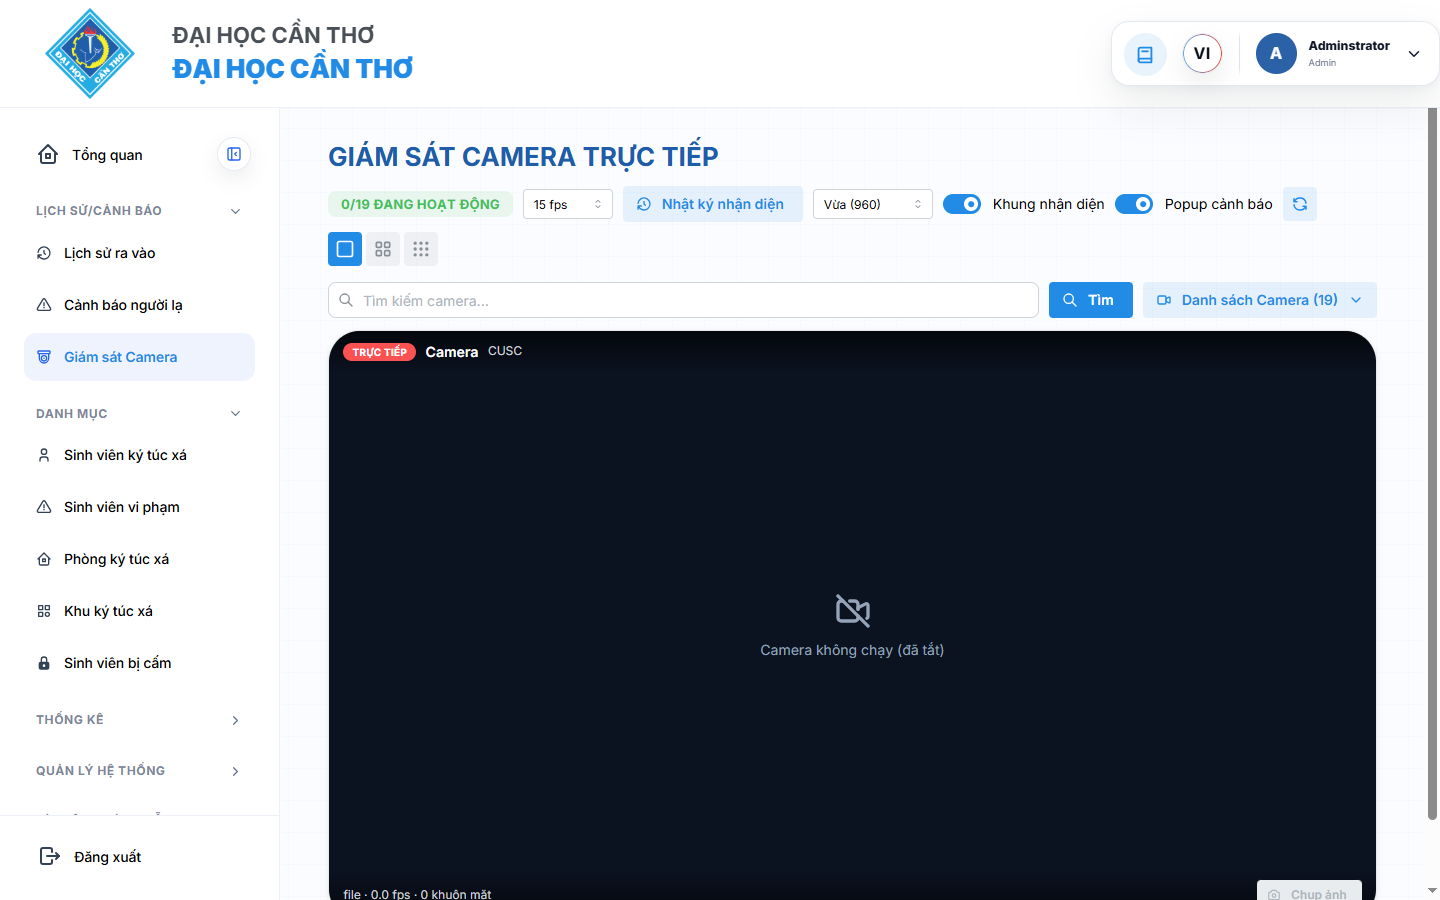 ĐẠI HỌC CẦN THƠ
ĐẠI HỌC CẦN THƠ
ĐẠI HỌC CẦN THƠ
VI
A
Adminstrator
Admin
Tổng quan
LỊCH SỬ/CẢNH BÁO
Lịch sử ra vào
Cảnh báo người lạ
Giám sát Camera
DANH MỤC
Sinh viên ký túc xá
Sinh viên vi phạm
Phòng ký túc xá
Khu ký túc xá
Sinh viên bị cấm
THỐNG KÊ
QUẢN LÝ HỆ THỐNG
Đăng xuất
GIÁM SÁT CAMERA TRỰC TIẾP
0/19 ĐANG HOẠT ĐỘNG
15 fps
Nhật ký nhận diện
Vừa (960)
Khung nhận diện
Popup cảnh báo
Tìm kiếm camera...
Tìm
Danh sách Camera (19)
TRỰC TIẾP Camera CUSC
Camera không chạy (đã tắt)
file · 0.0 fps · 0 khuôn mặt
Chụp ảnh